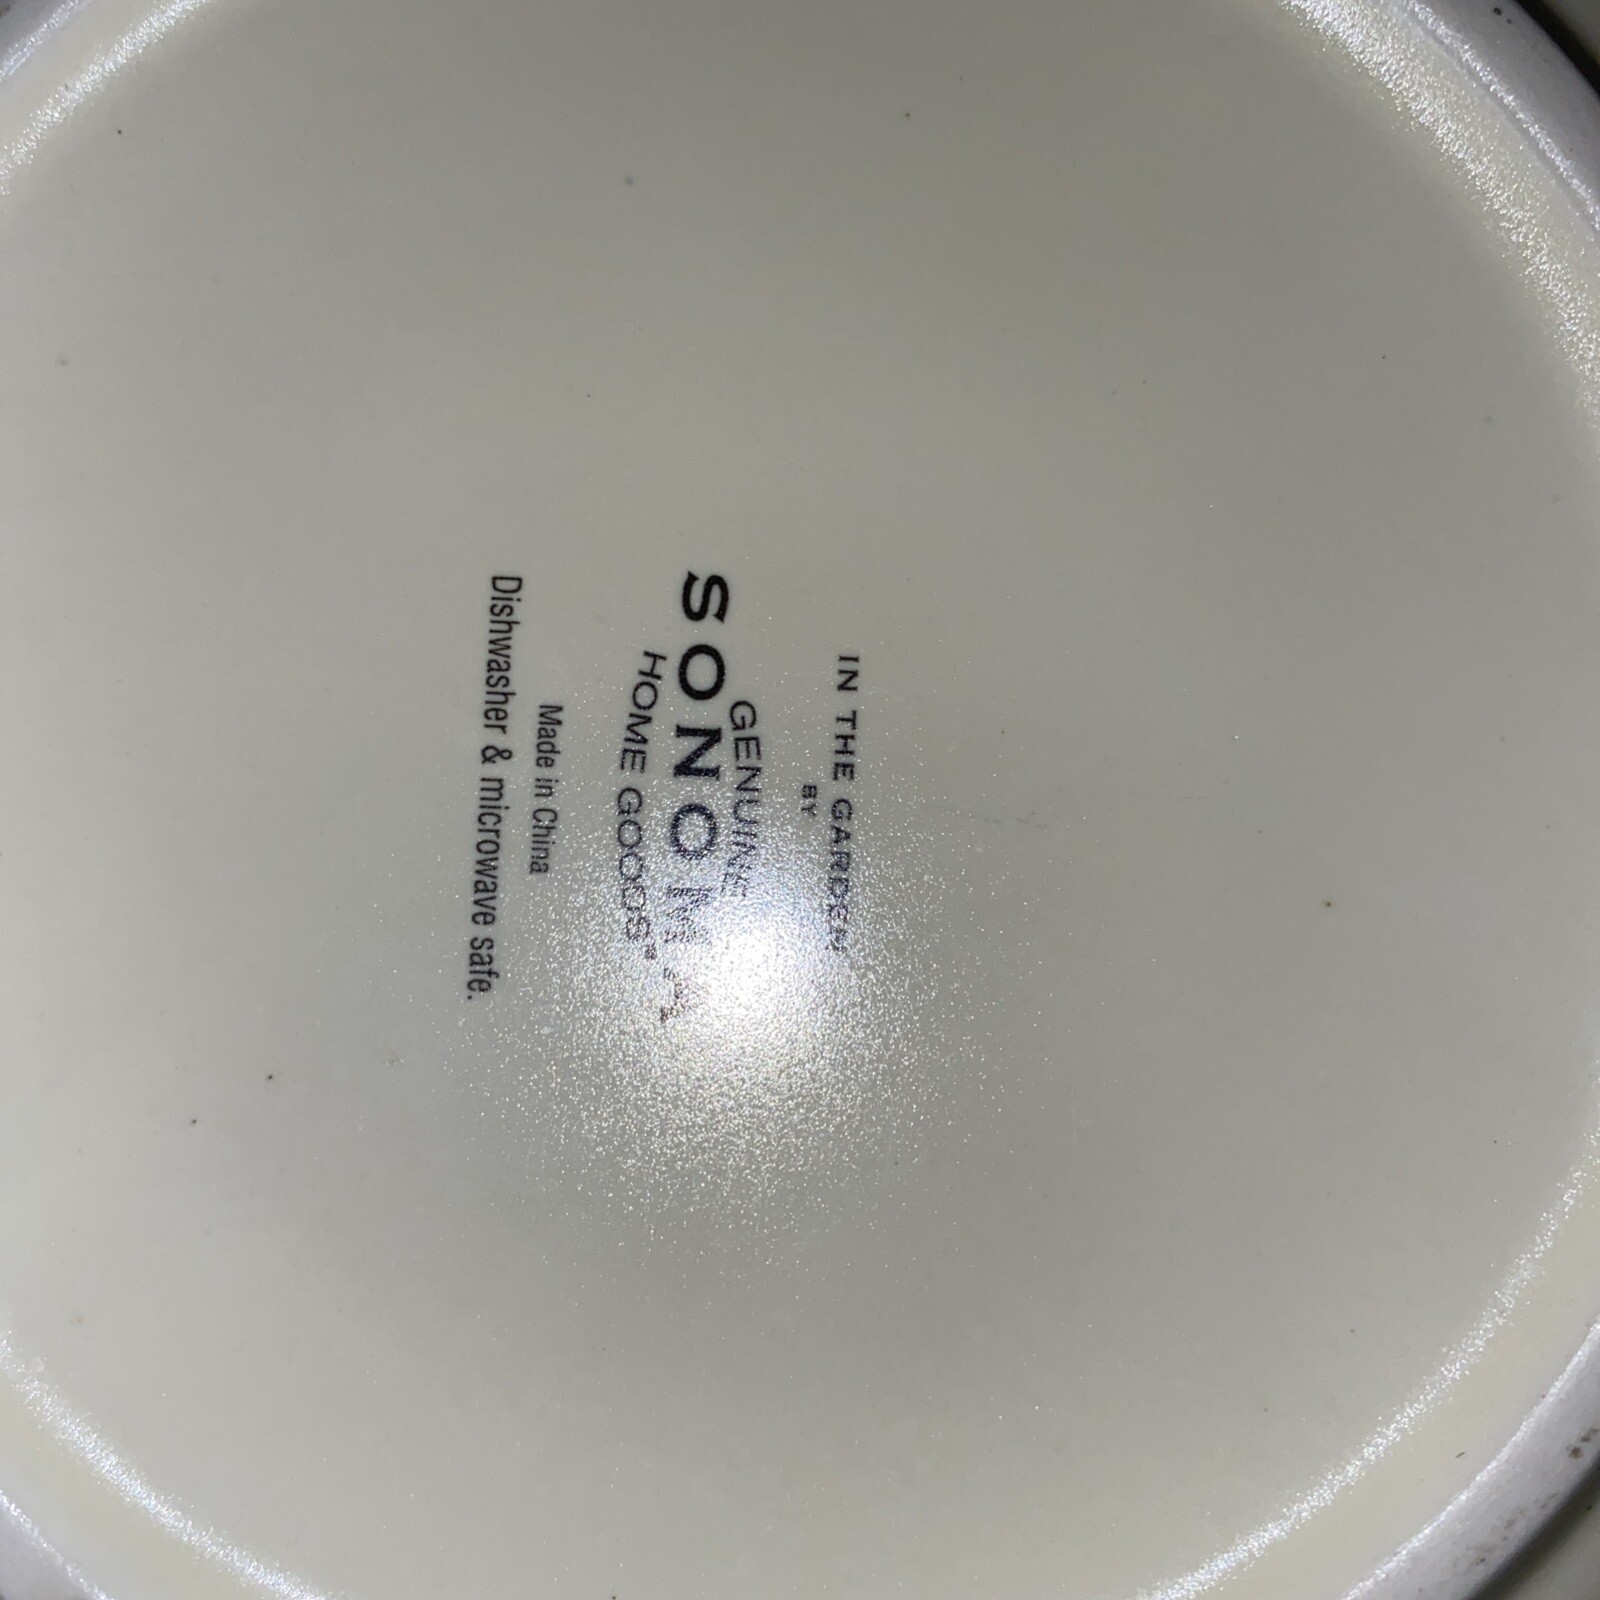 IN THE GARDEN
BY
GENUINE
SONOMA
HOME GOODS®
Made in China
Dishwasher & microwave safe.